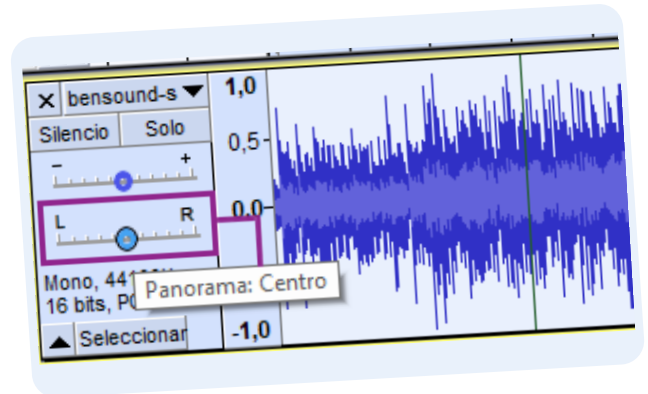 bensound-s
Silencio Solo
- +
L R
Mono, 44
16 bits,
Panorama: Centro
Seleccionar
1,0
0,5
0,0
-1,0